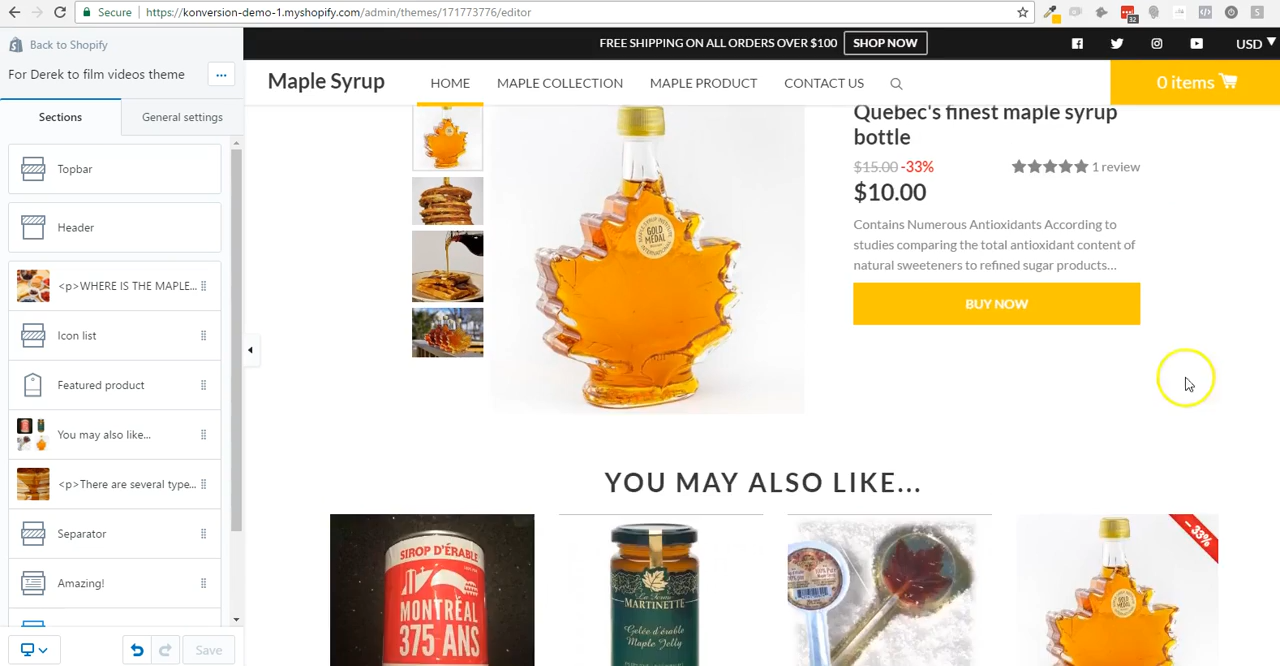 Secure
https://konversion-demo-1.myshopify.com/admin/themes/171773776/editor
32
Back to Shopify
For Derek to film videos theme
...
Sections
General settings
Topbar
Header
<p>WHERE IS THE MAPLE...
Icon list
Featured product
You may also like...
<p>There are several type...
Separator
Amazing!
Save
FREE SHIPPING ON ALL ORDERS OVER $100
SHOP NOW
USD
Maple Syrup
HOME
MAPLE COLLECTION
MAPLE PRODUCT
CONTACT US
0 items
GOLD
MEDAL
Quebec's finest maple syrup
bottle
$15.00 -33%
1 review
$10.00
Contains Numerous Antioxidants According to
studies comparing the total antioxidant content of
natural sweeteners to refined sugar products...
BUY NOW
YOU MAY ALSO LIKE...
SIROP D'ÉRABLE
MONTRÉAL
375 ANS
MARTINETTE
Gelée d'érable
Maple Jelly
- 33%